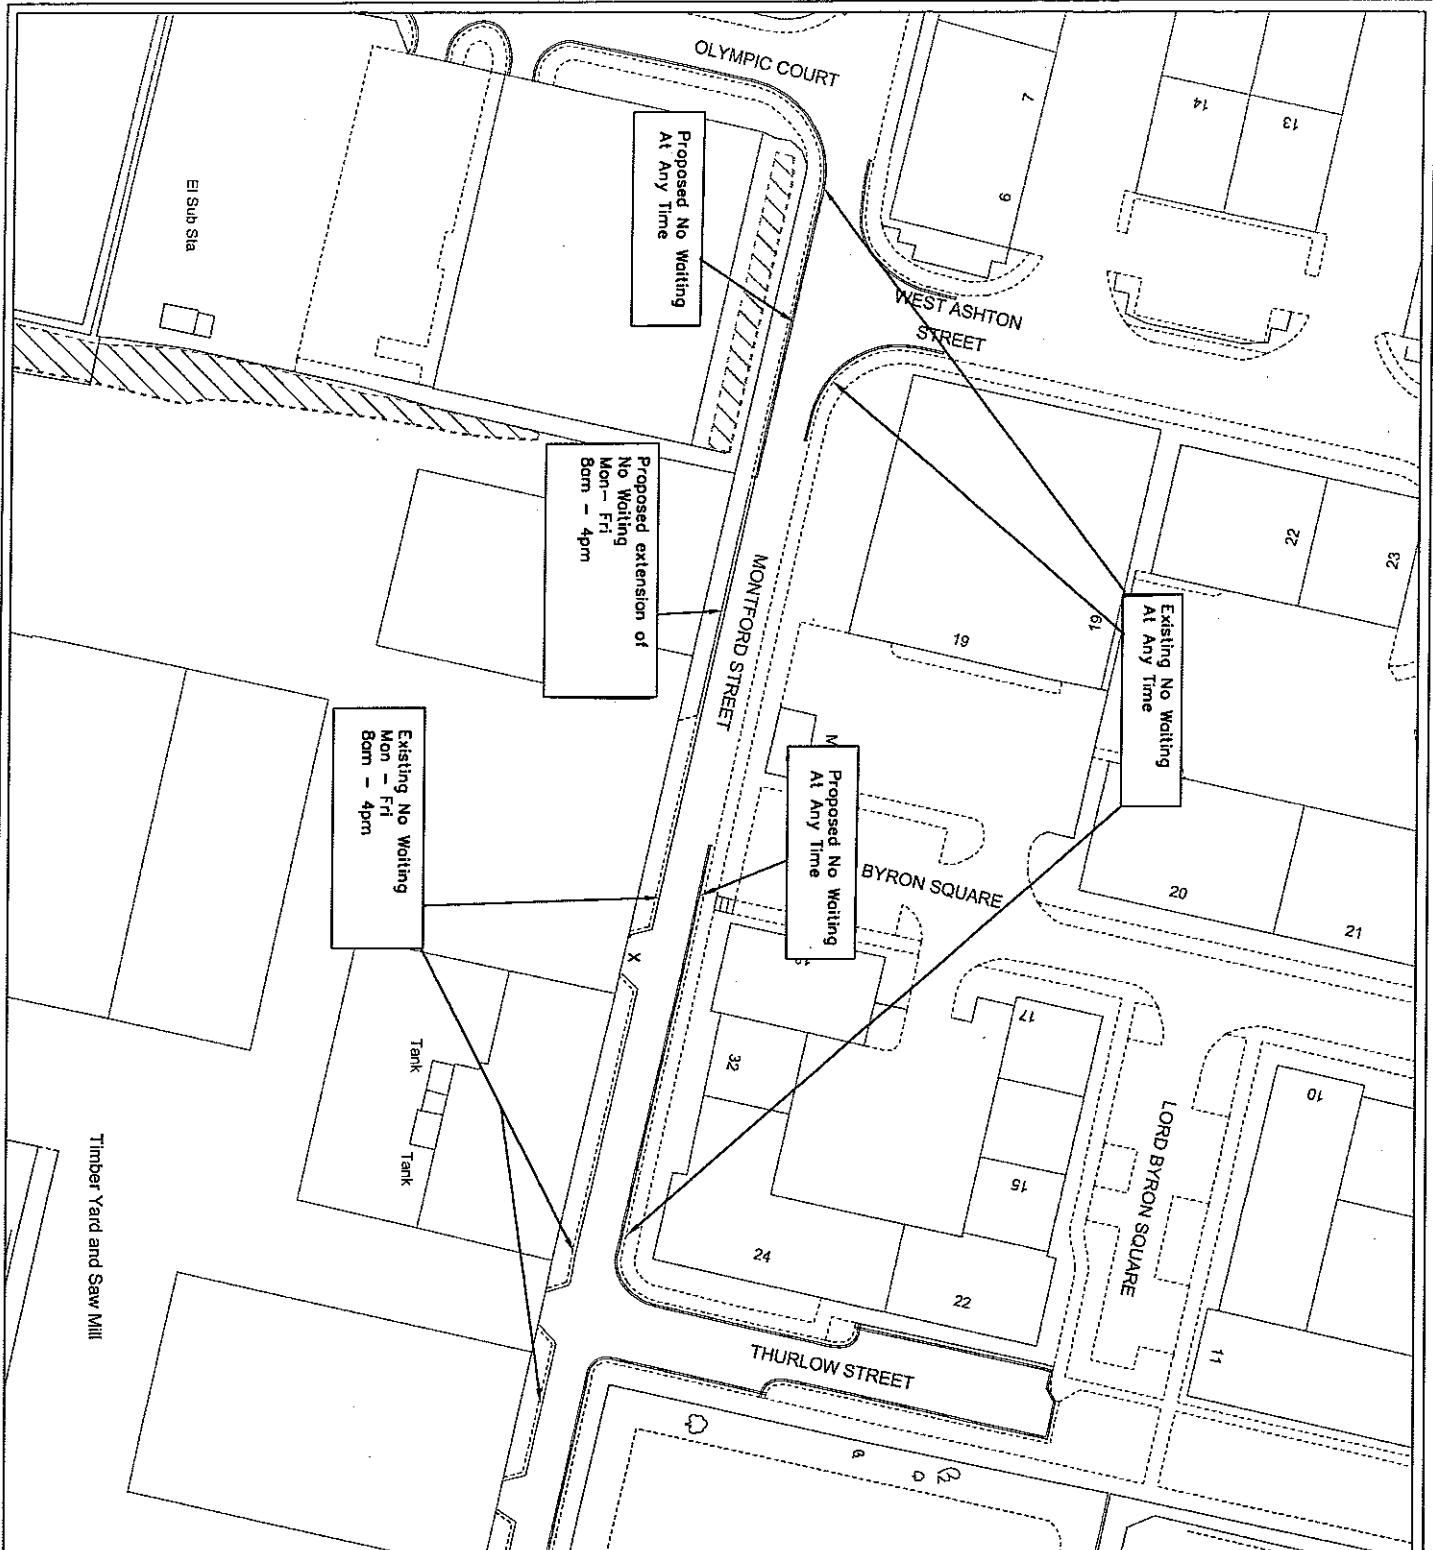 OLYMPIC COURT
7
14
13
6
Proposed No Waiting
At Any Time
El Sub Sta
WEST ASHTON
STREET
22
23
19
19
Existing No Waiting
At Any Time
Proposed extension of
No Waiting
Mon- Fri
8am - 4pm
MONTFORD STREET
Existing No Waiting
Mon - Fri
8am - 4pm
Proposed No Waiting
At Any Time
BYRON SQUARE
20
21
X
17
32
15
10
LORD BYRON SQUARE
Tank
Tank
24
22
11
Timber Yard and Saw Mill
THURLOW STREET